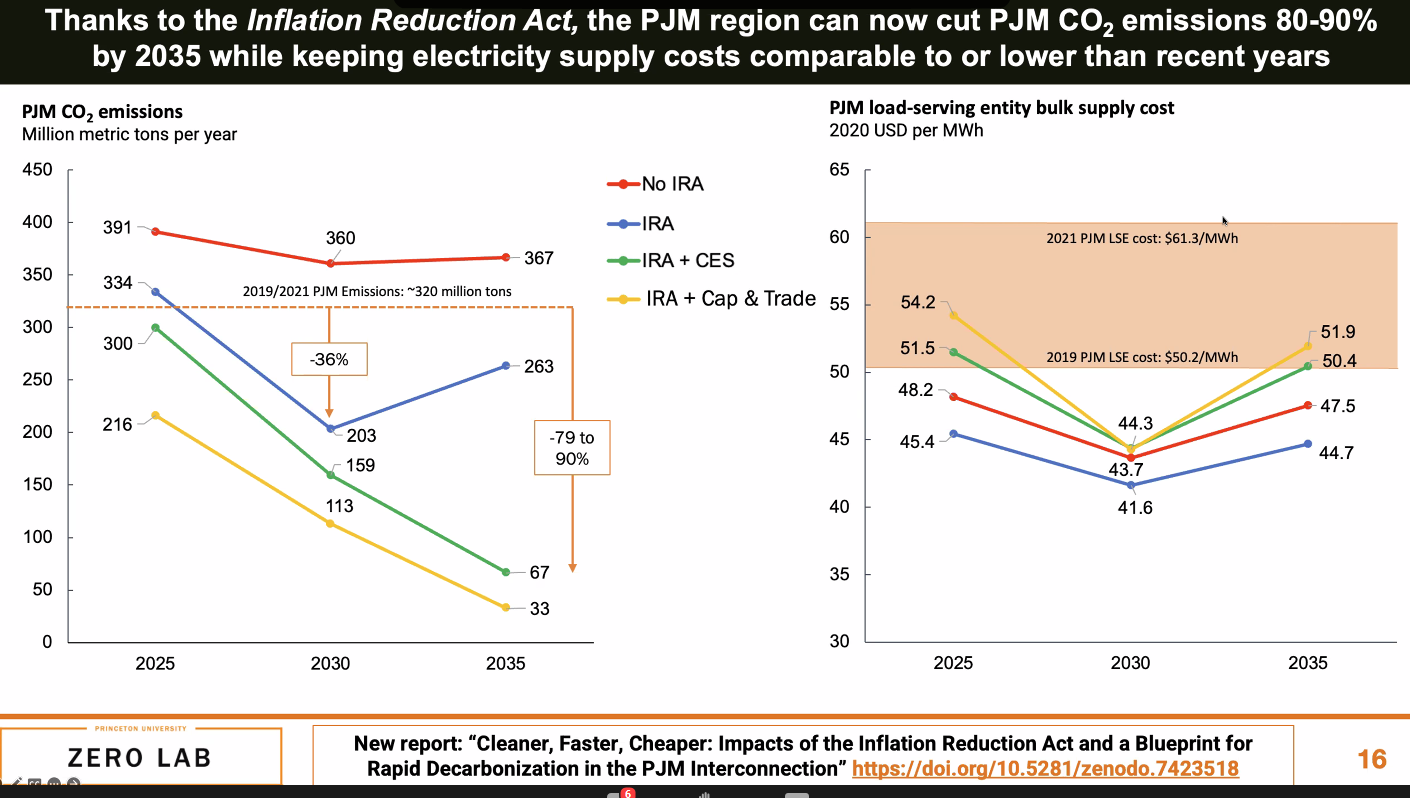 Thanks to the Inflation Reduction Act, the PJM region can now cut PJM CO₂ emissions 80-90%
by 2035 while keeping electricity supply costs comparable to or lower than recent years
PJM CO₂ emissions
Million metric tons per year
450
400
350
300
250
200
150
100
50
0
391
360
367
334
2019/2021 PJM Emissions: ~320 million tons
300
-36%
263
216
203
-79 to
90%
159
113
67
33
2025
2030
2035
No IRA
IRA
IRA + CES
IRA + Cap & Trade
PJM load-serving entity bulk supply cost
2020 USD per MWh
65
60
55
50
45
40
35
30
2021 PJM LSE cost: $61.3/MWh
54.2
51.9
51.5
2019 PJM LSE cost: $50.2/MWh
50.4
48.2
47.5
45.4
44.3
44.7
43.7
41.6
2025
2030
2035
PRINCETON UNIVERSITY
ZERO LAB
New report: “Cleaner, Faster, Cheaper: Impacts of the Inflation Reduction Act and a Blueprint for
Rapid Decarbonization in the PJM Interconnection” https://doi.org/10.5281/zenodo.7423518
16
6